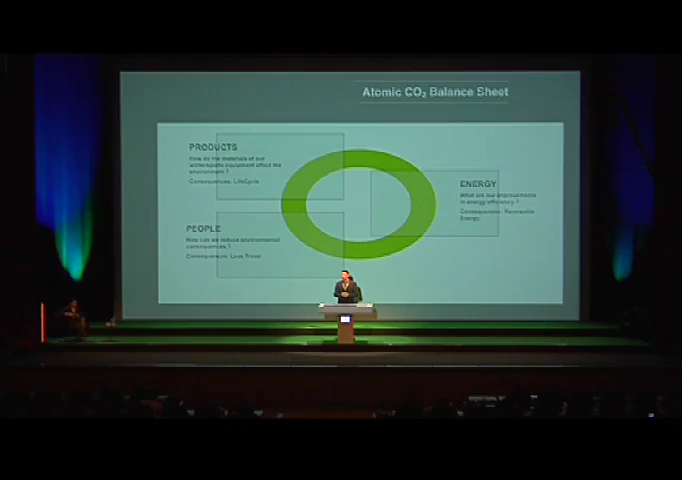 Atomic CO₂ Balance Sheet
PRODUCTS
How do the materials of our
wintersports equipment affect the
environment ?
Consequences: LifeCycle
ENERGY
What are our improvements
in energy efficiency ?
Consequences: Renewable
Energy
PEOPLE
How can we reduce environmental
consequences ?
Consequences: Less Travel